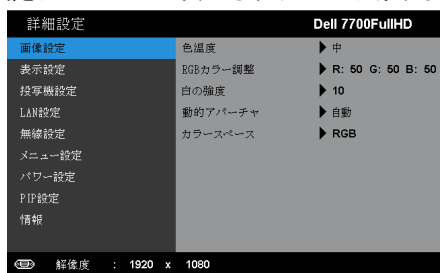 詳細設定 Dell 7700FullHD
画像設定 色温度 中
表示設定 RGBカラー調整 R: 50 G: 50 B: 50
投写機設定 白の強度 10
LAN設定 動的アパーチャ 自動
無線設定 カラースペース RGB
メニュー設定
パワー設定
PIP設定
情報
解像度 : 1920 x 1080